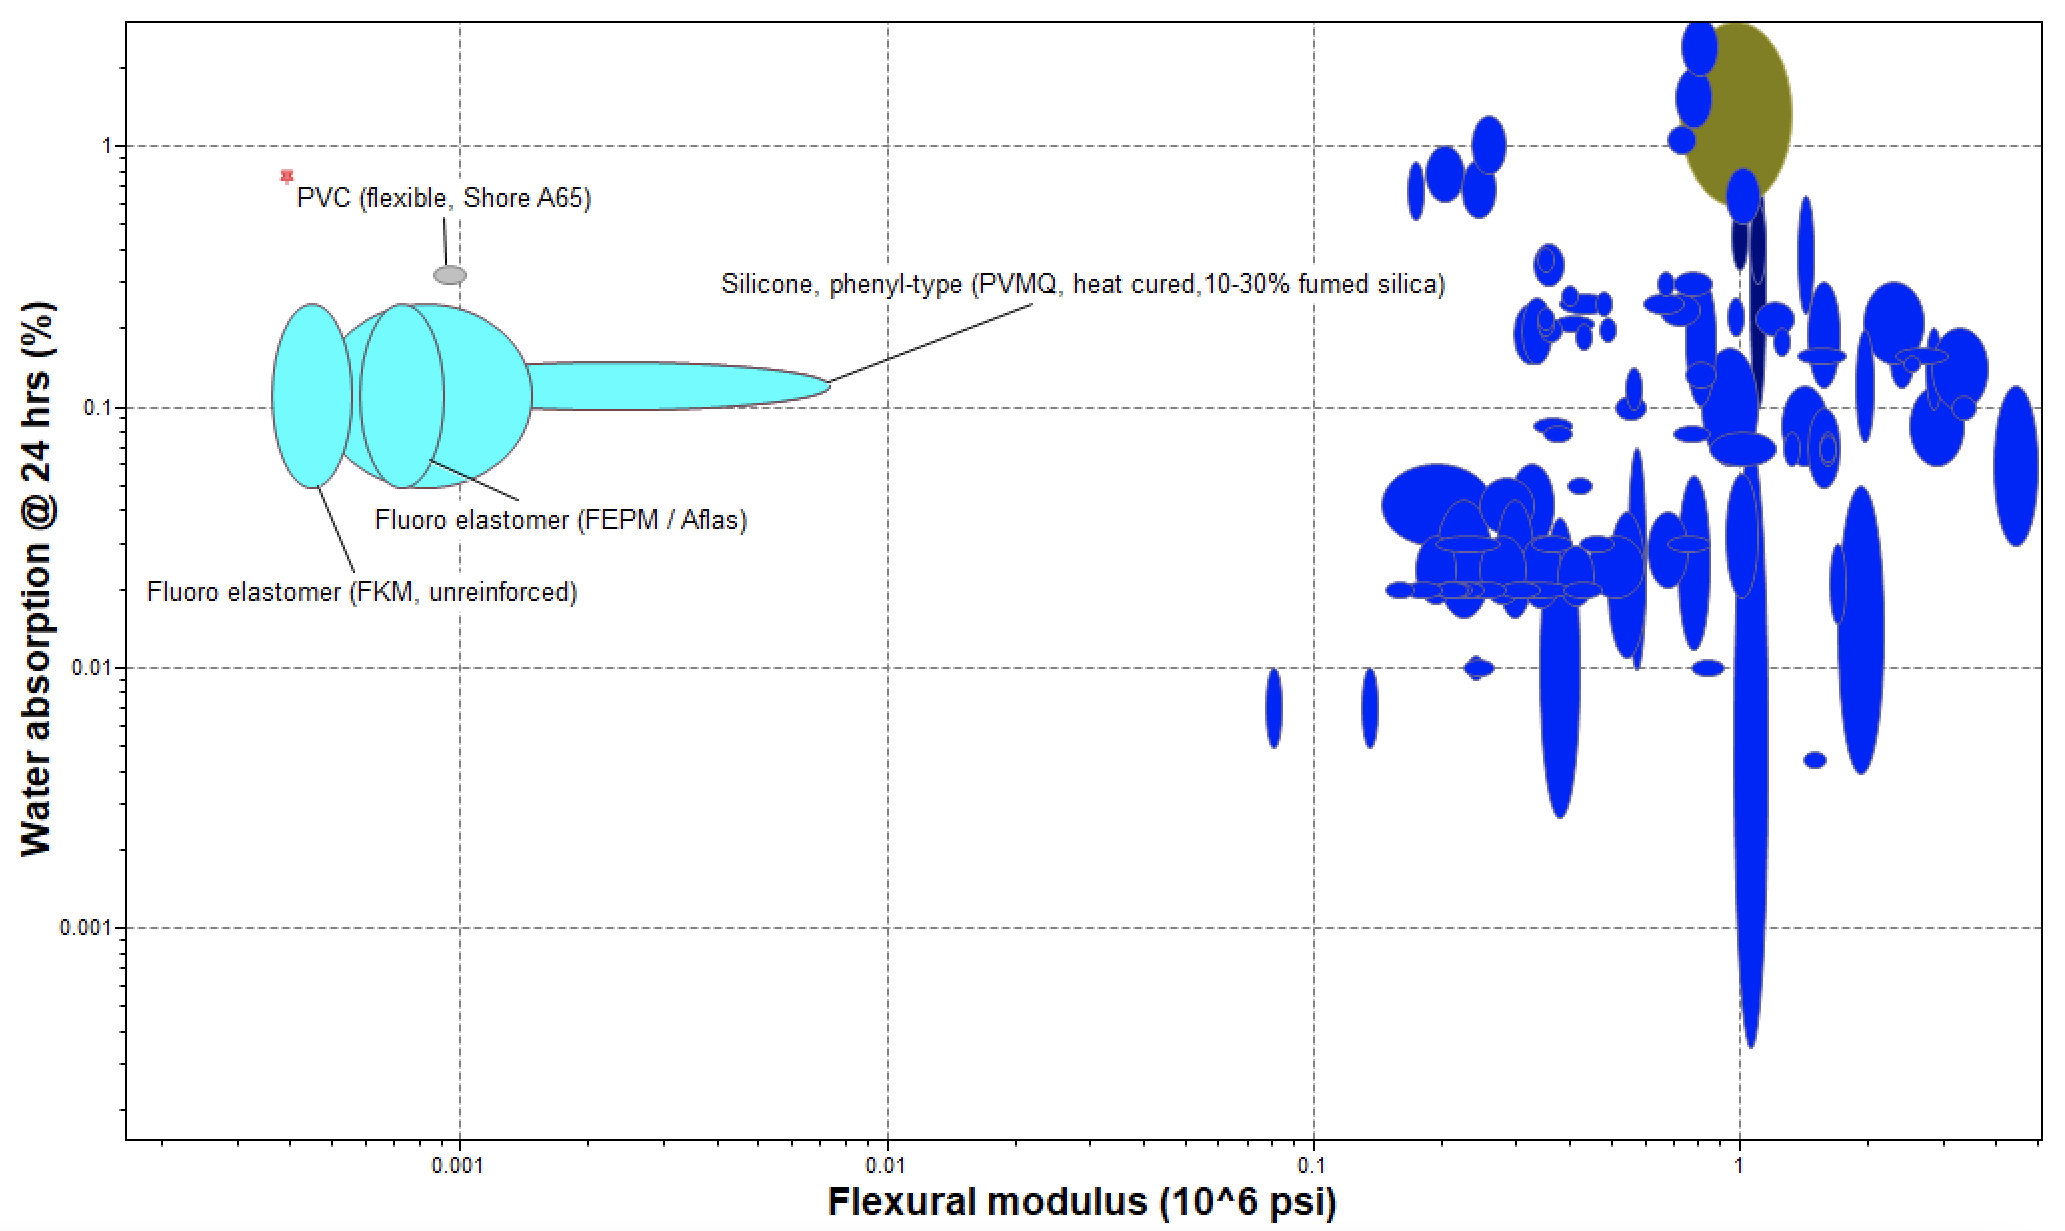 Water absorption @ 24 hrs (%)
1
0.1
0.01
0.001
PVC (flexible, Shore A65)
Silicone, phenyl-type (PVMQ, heat cured,10-30% fumed silica)
Fluoro elastomer (FEPM / Aflas)
Fluoro elastomer (FKM, unreinforced)
0.001
0.01
0.1
1
Flexural modulus (10^6 psi)